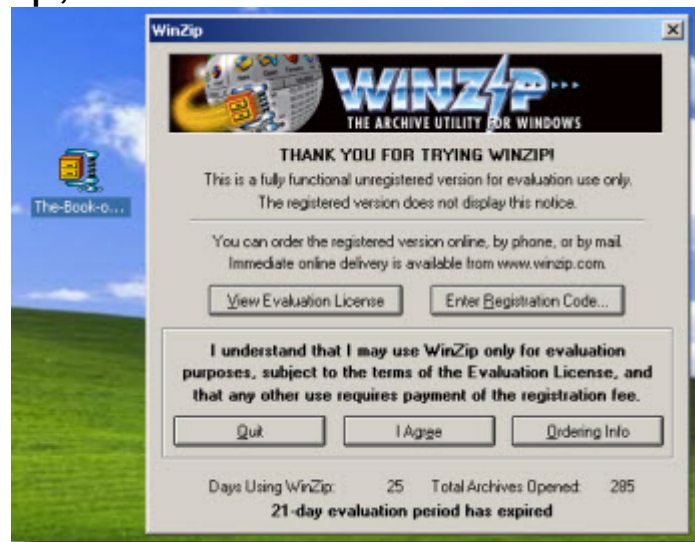 WinZip
WINZIP
THE ARCHIVE UTILITY FOR WINDOWS
THANK YOU FOR TRYING WINZIP!
This is a fully functional unregistered version for evaluation use only.
The registered version does not display this notice.
The-Book-o...
You can order the registered version online, by phone, or by mail.
Immediate online delivery is available from www.winzip.com.
View Evaluation License
Enter Registration Code...
I understand that I may use WinZip only for evaluation
purposes, subject to the terms of the Evaluation License, and
that any other use requires payment of the registration fee.
Quit
I Agree
Ordering Info
Days Using WinZip: 25 Total Archives Opened: 285
21-day evaluation period has expired